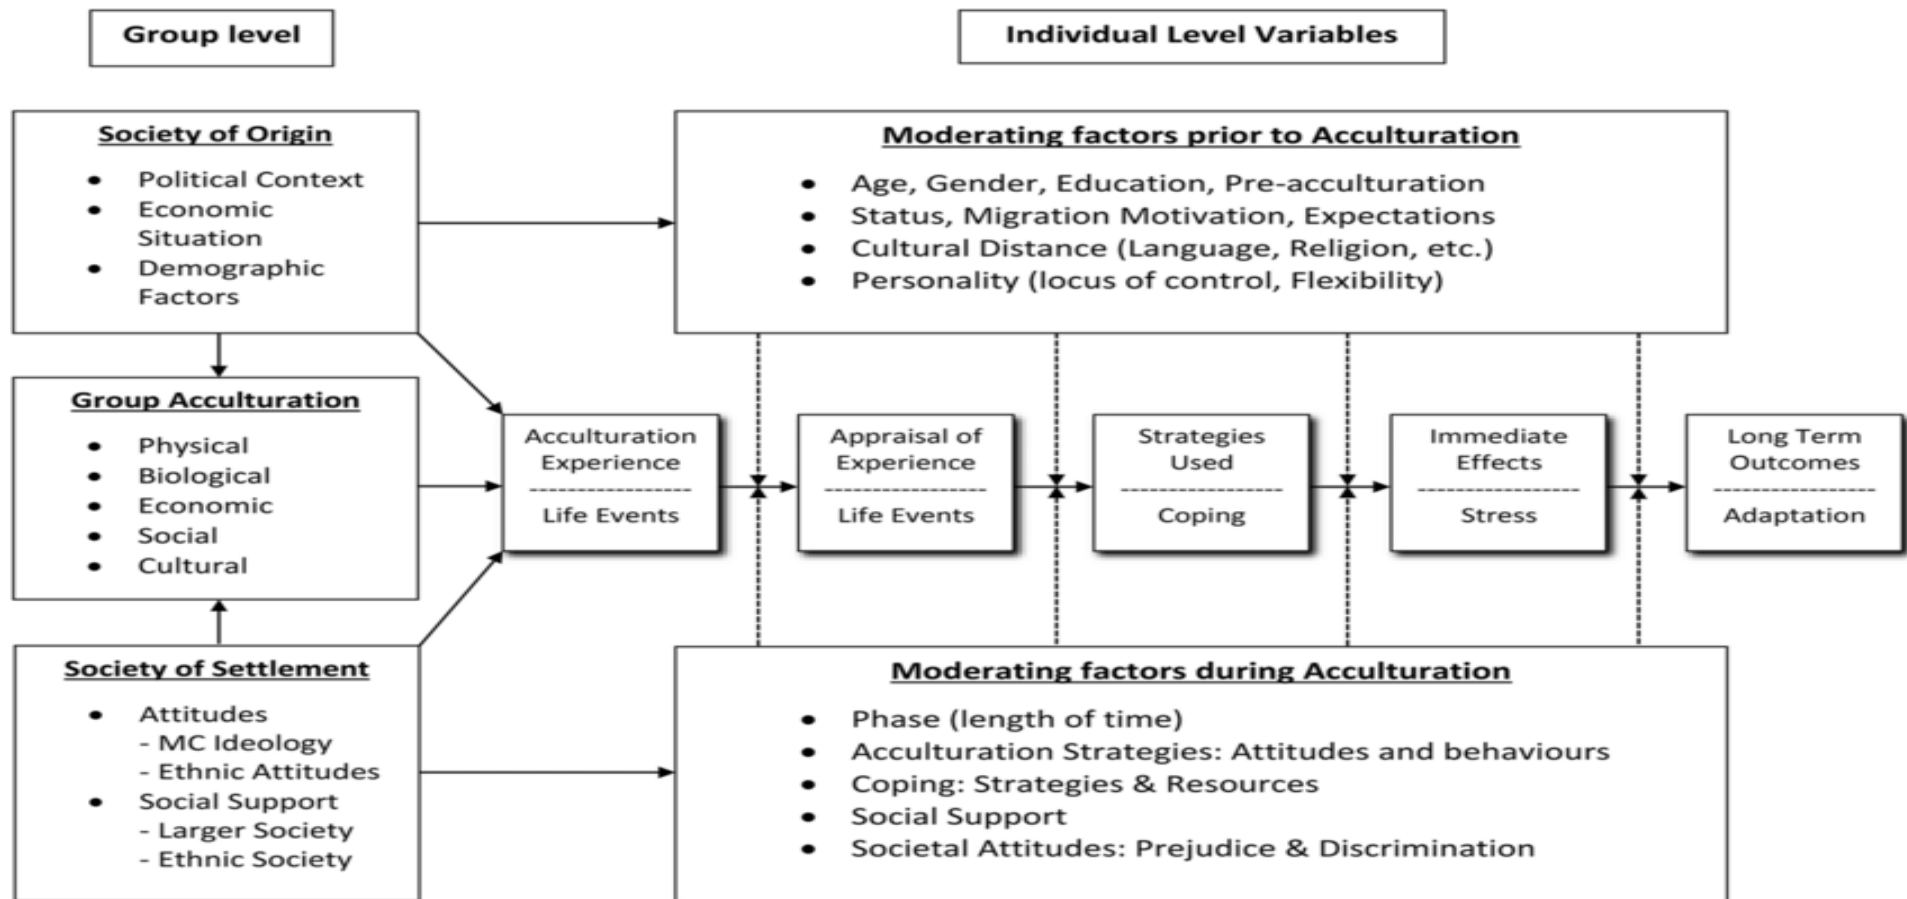 Group level
Individual Level Variables
Society of Origin
• Political Context
• Economic
Situation
• Demographic
Factors
Moderating factors prior to Acculturation
• Age, Gender, Education, Pre-acculturation
• Status, Migration Motivation, Expectations
• Cultural Distance (Language, Religion, etc.)
• Personality (locus of control, Flexibility)
Group Acculturation
• Physical
• Biological
• Economic
• Social
• Cultural
Acculturation
Experience
Life Events
Appraisal of
Experience
Life Events
Strategies
Used
Coping
Immediate
Effects
Stress
Long Term
Outcomes
Adaptation
Society of Settlement
• Attitudes
- MC Ideology
- Ethnic Attitudes
• Social Support
- Larger Society
- Ethnic Society
Moderating factors during Acculturation
• Phase (length of time)
• Acculturation Strategies: Attitudes and behaviours
• Coping: Strategies & Resources
• Social Support
• Societal Attitudes: Prejudice & Discrimination